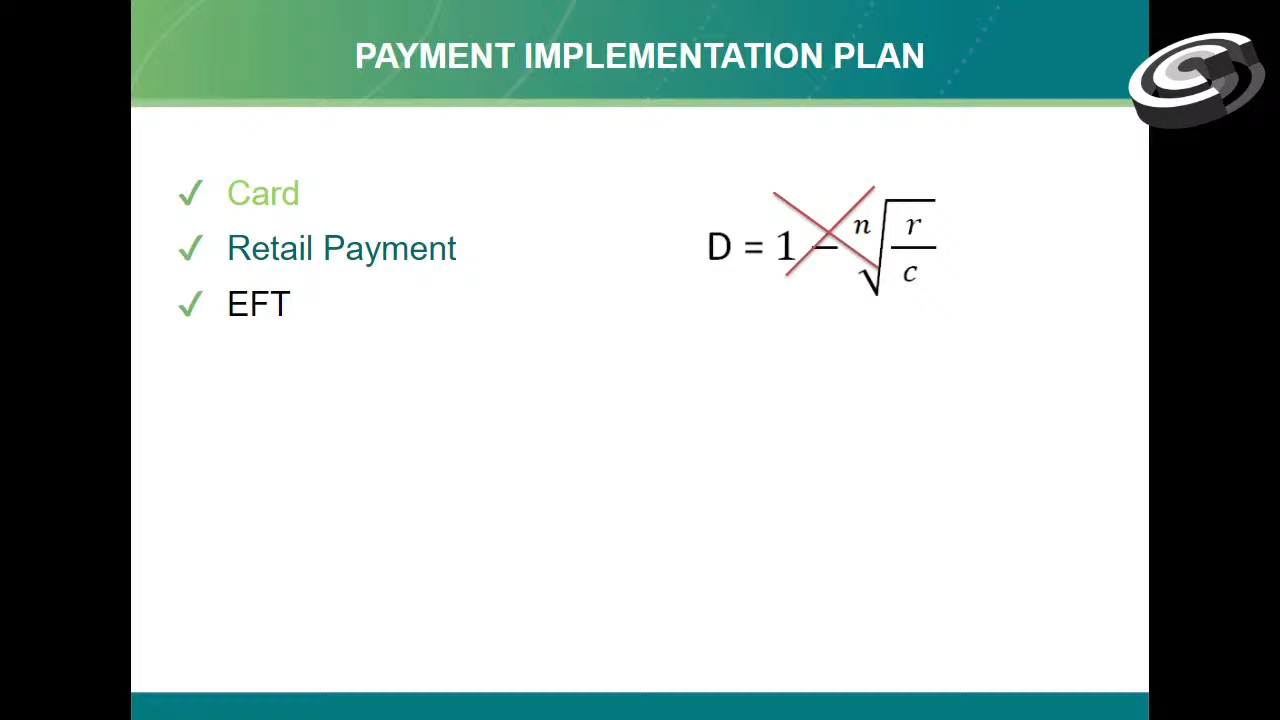 PAYMENT IMPLEMENTATION PLAN
✓ Card
✓ Retail Payment
✓ EFT
D = 1 − ⁿ√(r/c)